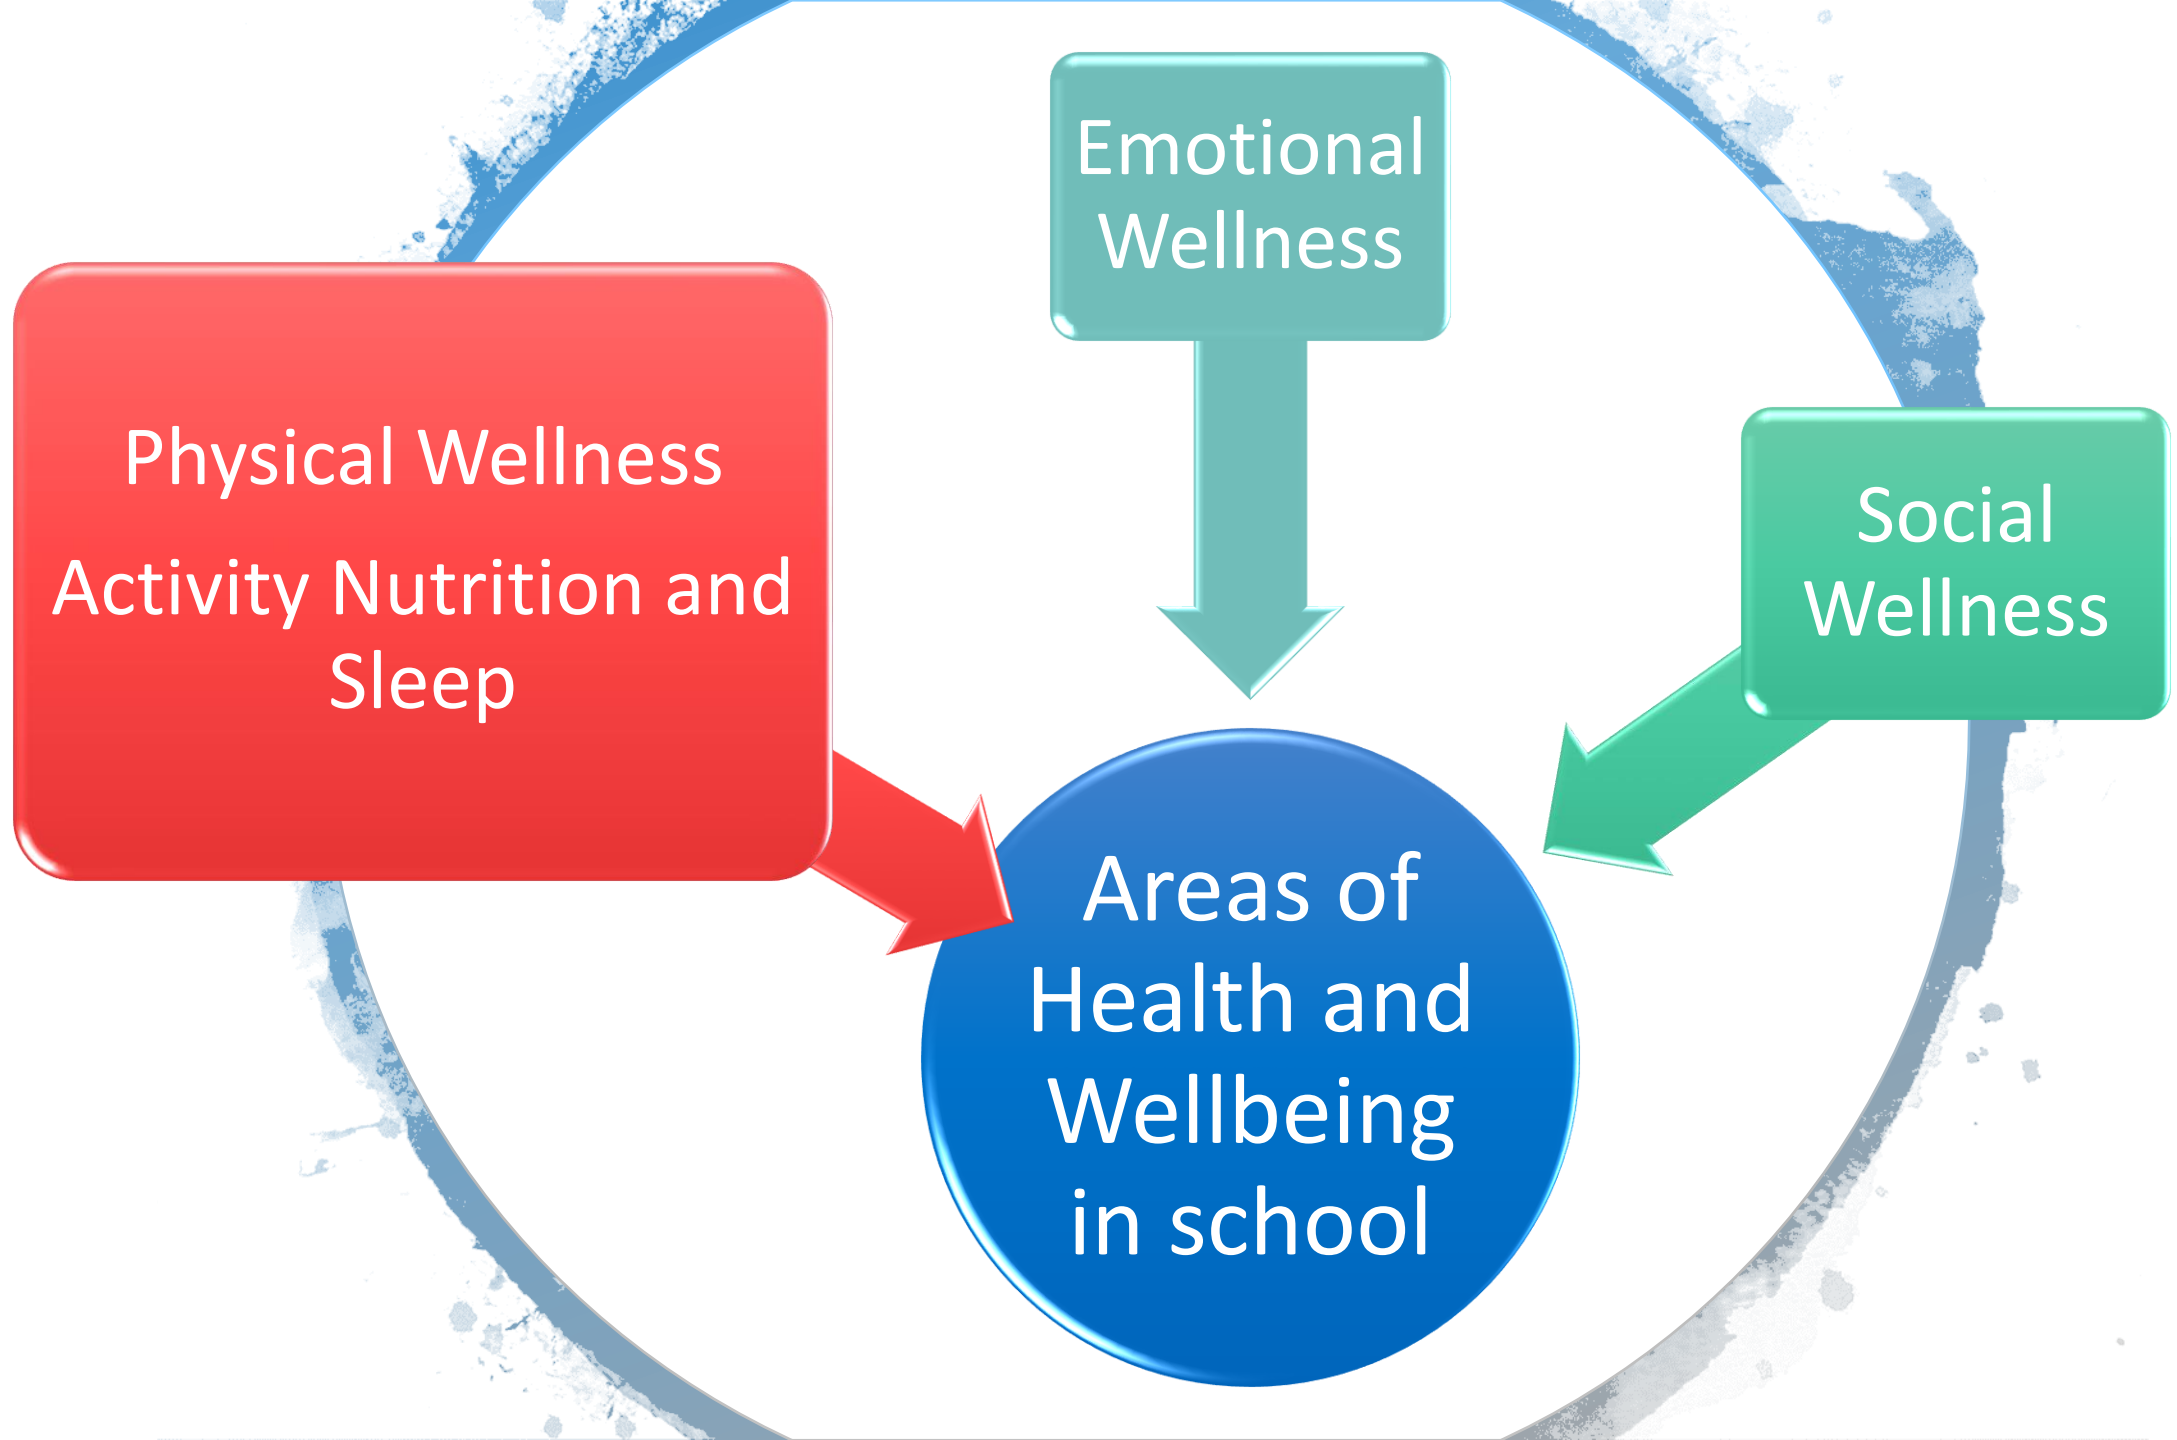 Emotional
Wellness
Physical Wellness
Activity Nutrition and
Sleep
Social
Wellness
Areas of
Health and
Wellbeing
in school